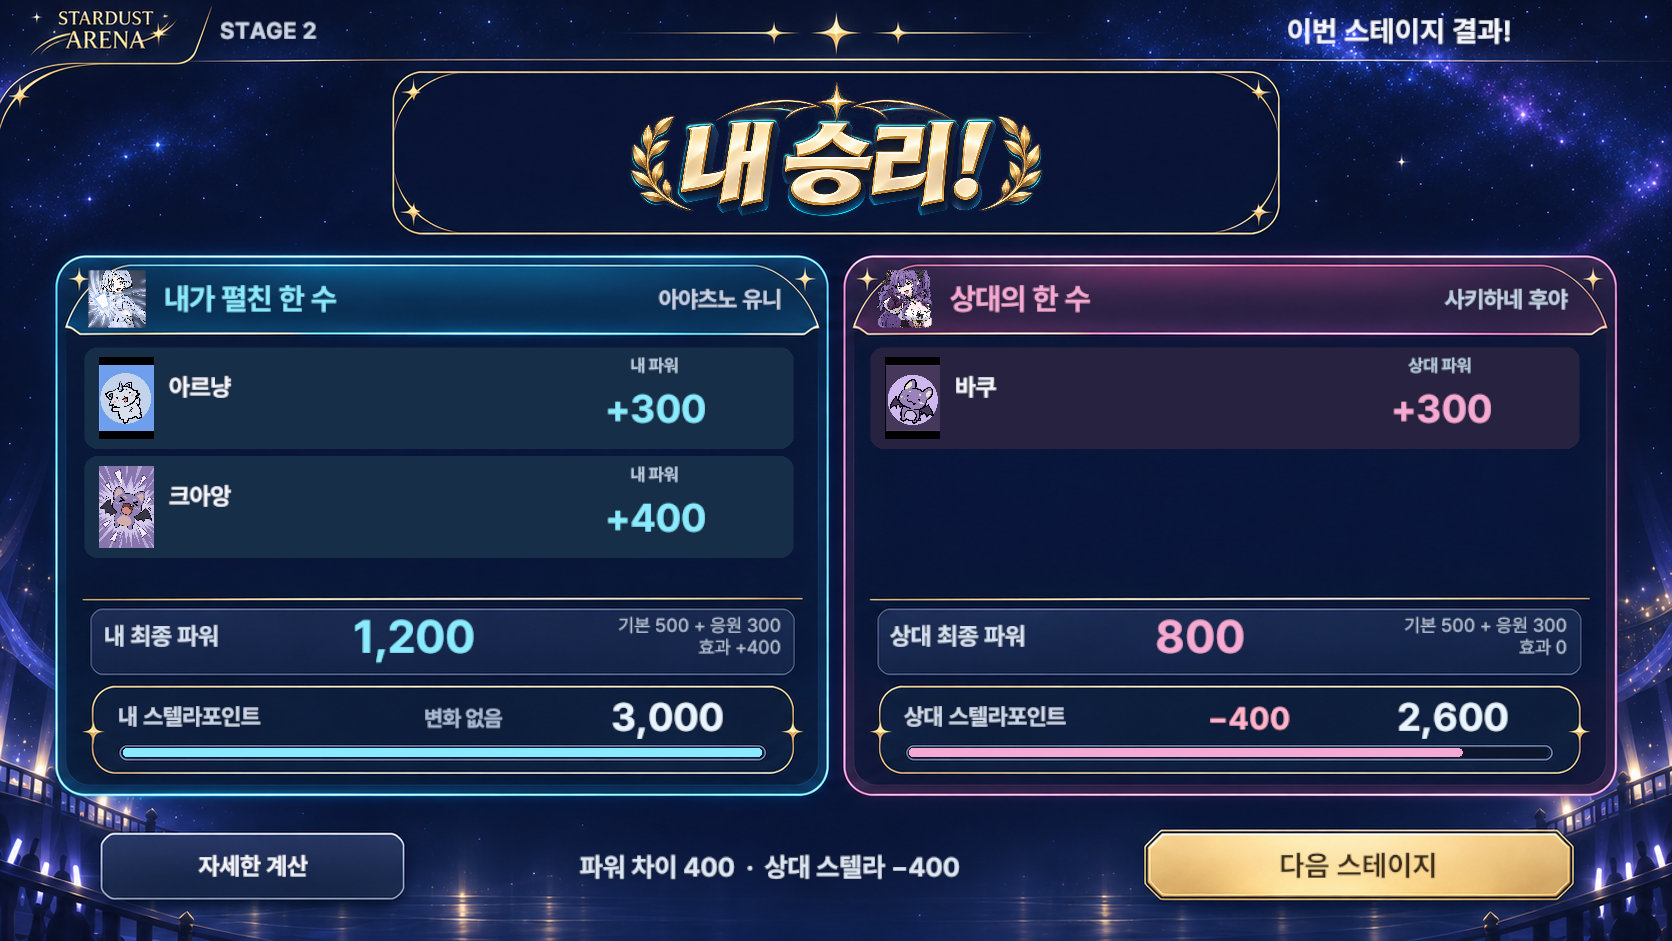 STARDUST
ARENA
STAGE 2
이번 스테이지 결과!
내 승리!
내가 펼친 한 수
아야츠노 유니
아르냥
내 파워
+300
크아앙
내 파워
+400
내 최종 파워
1,200
기본 500 + 응원 300
효과 +400
내 스텔라포인트
변화 없음
3,000
상대의 한 수
사키하네 후야
바쿠
상대 파워
+300
상대 최종 파워
800
기본 500 + 응원 300
효과 0
상대 스텔라포인트
−400
2,600
자세한 계산
파워 차이 400 · 상대 스텔라 −400
다음 스테이지